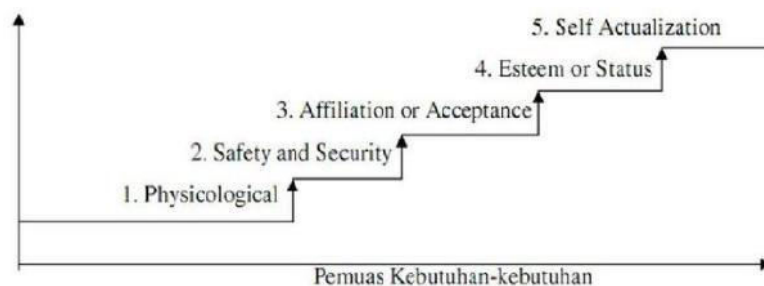 5. Self Actualization
4. Esteem or Status
3. Affiliation or Acceptance
2. Safety and Security
1. Physicological
Pemuas Kebutuhan-kebutuhan